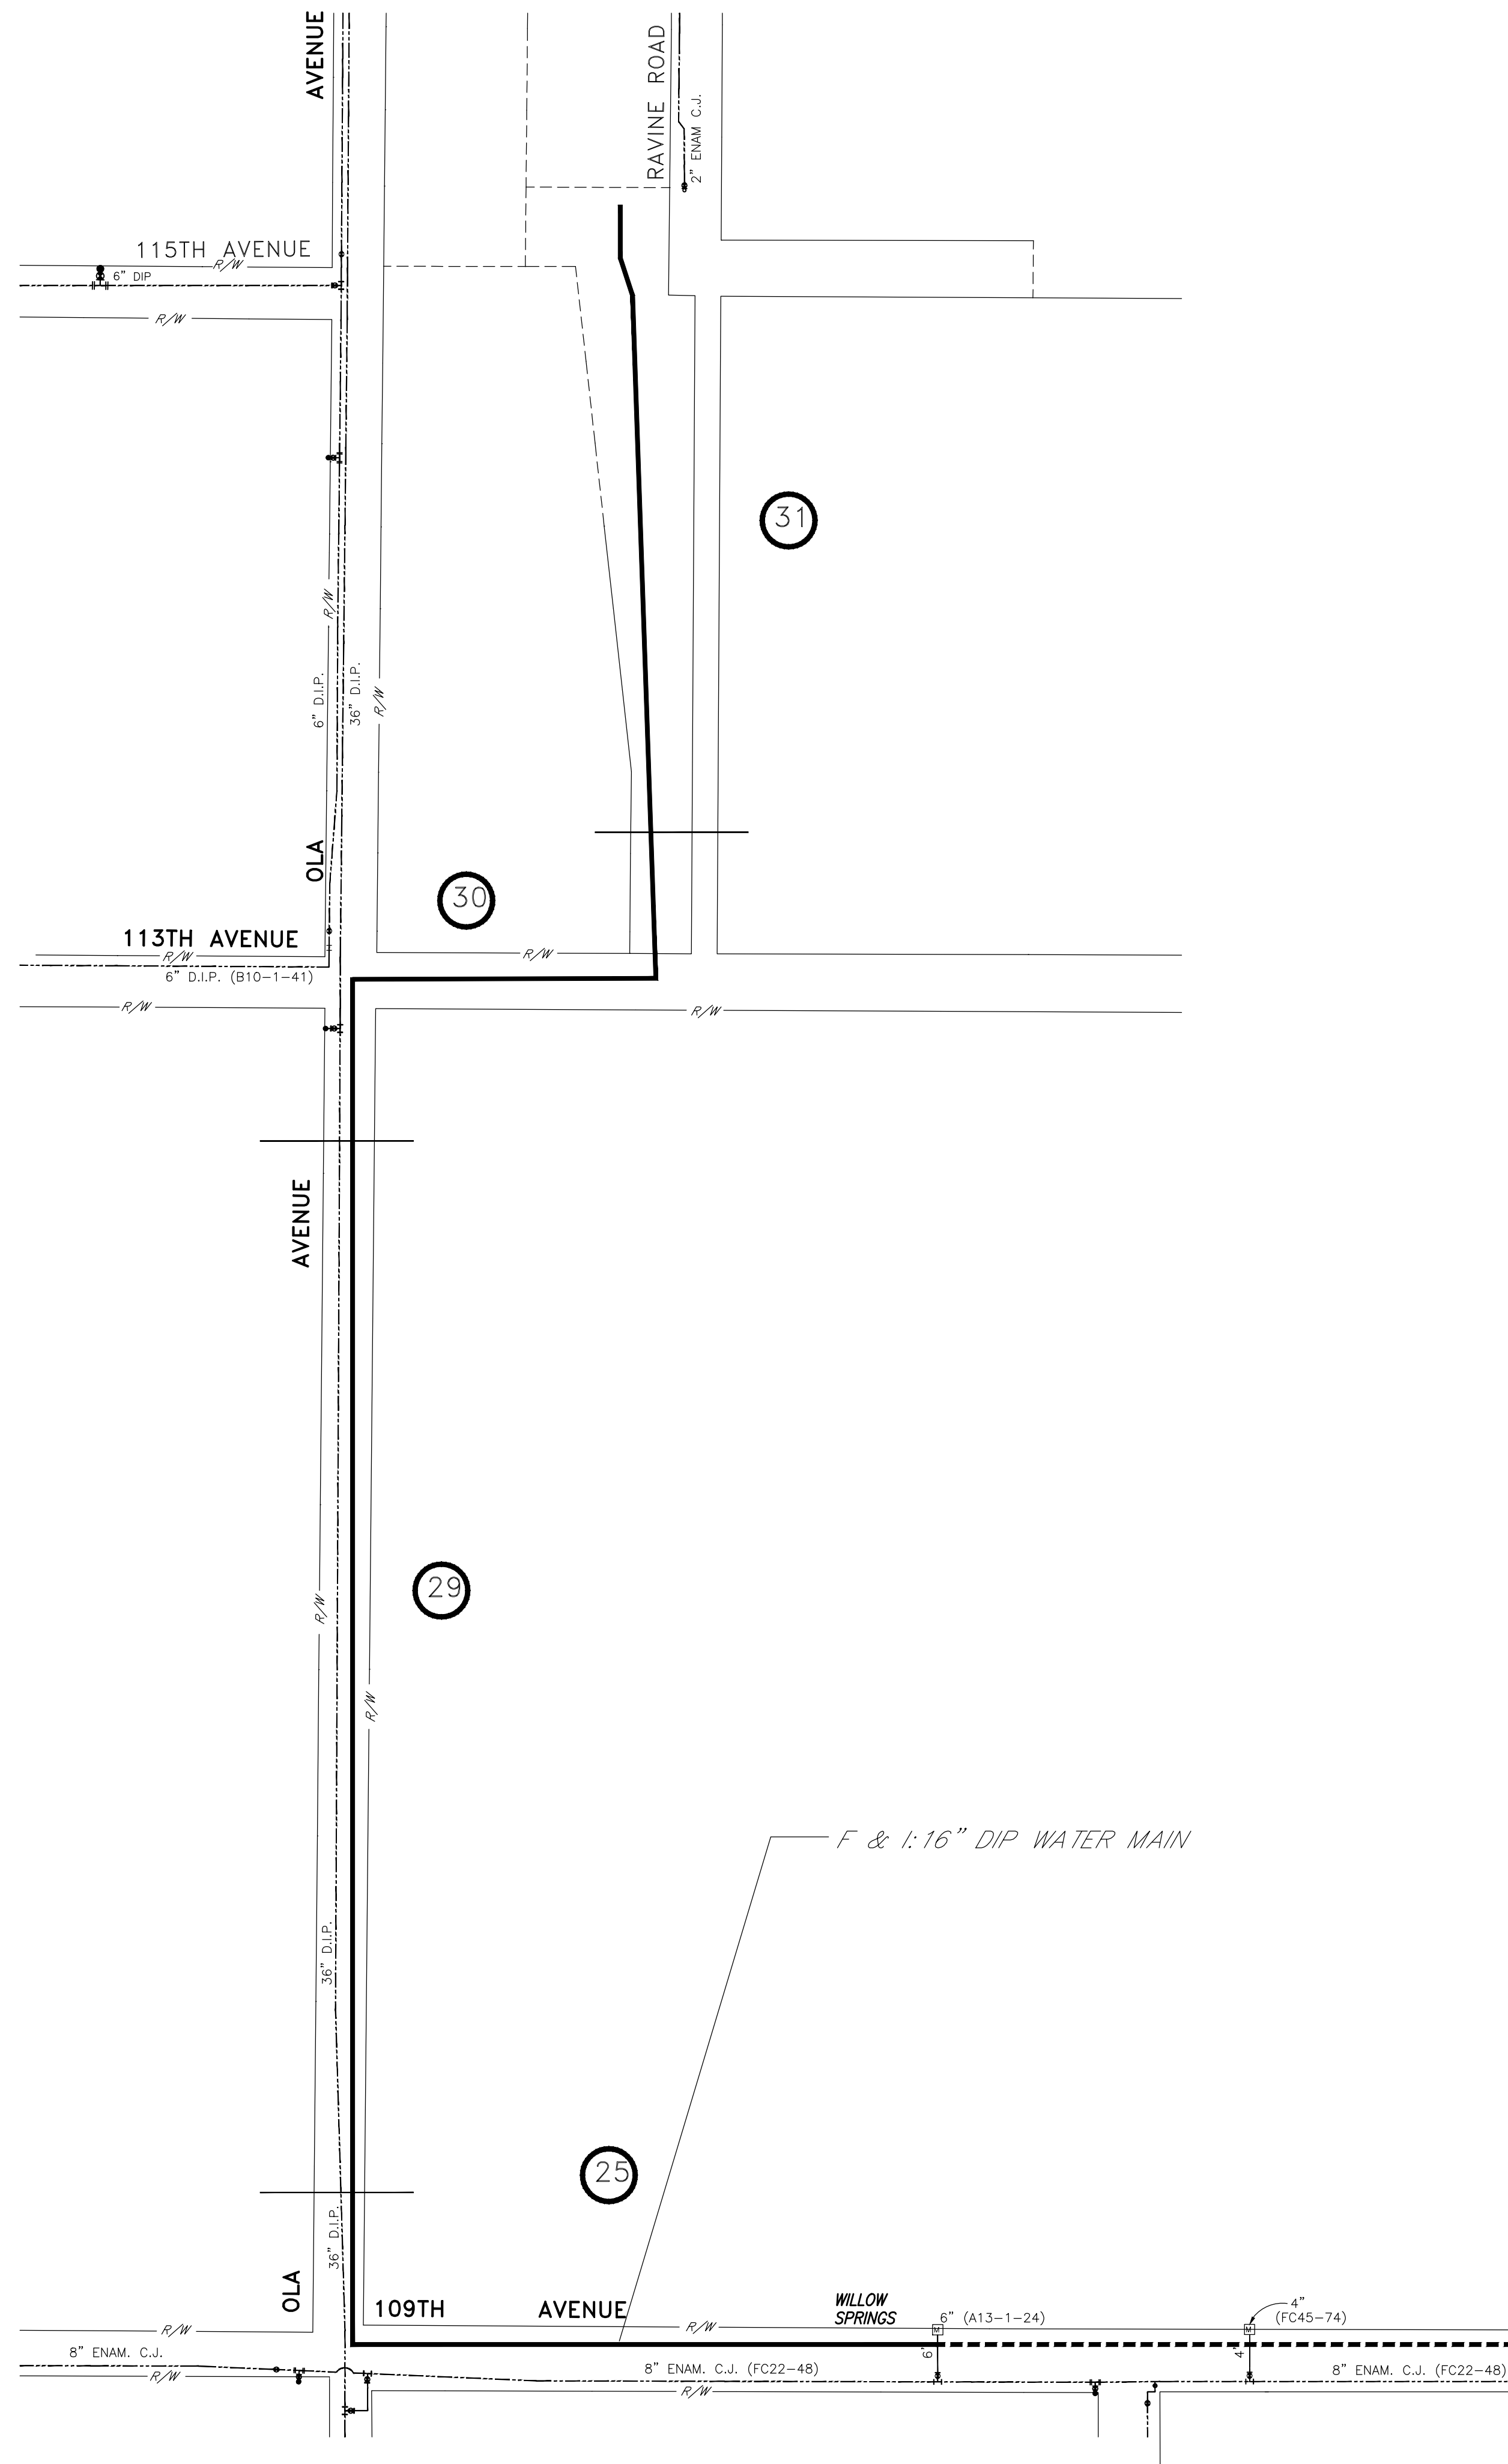 AVENUE
RAVINE ROAD
2" ENAM C.J.
115TH AVENUE
R/W
6" DIP
R/W
31
R/W
6" D.I.P.
36" D.I.P.
R/W
OLA
30
113TH AVENUE
R/W
R/W
6" D.I.P. (B10-1-41)
R/W
R/W
AVENUE
29
R/W
R/W
F & I: 16" DIP WATER MAIN
36" D.I.P.
25
36" D.I.P.
OLA
109TH AVENUE
WILLOW
SPRINGS
6" (A13-1-24)
4"
(FC45-74)
R/W
R/W
M
M
8" ENAM. C.J.
6'
4'
R/W
8" ENAM. C.J. (FC22-48)
8" ENAM. C.J. (FC22-48)
R/W